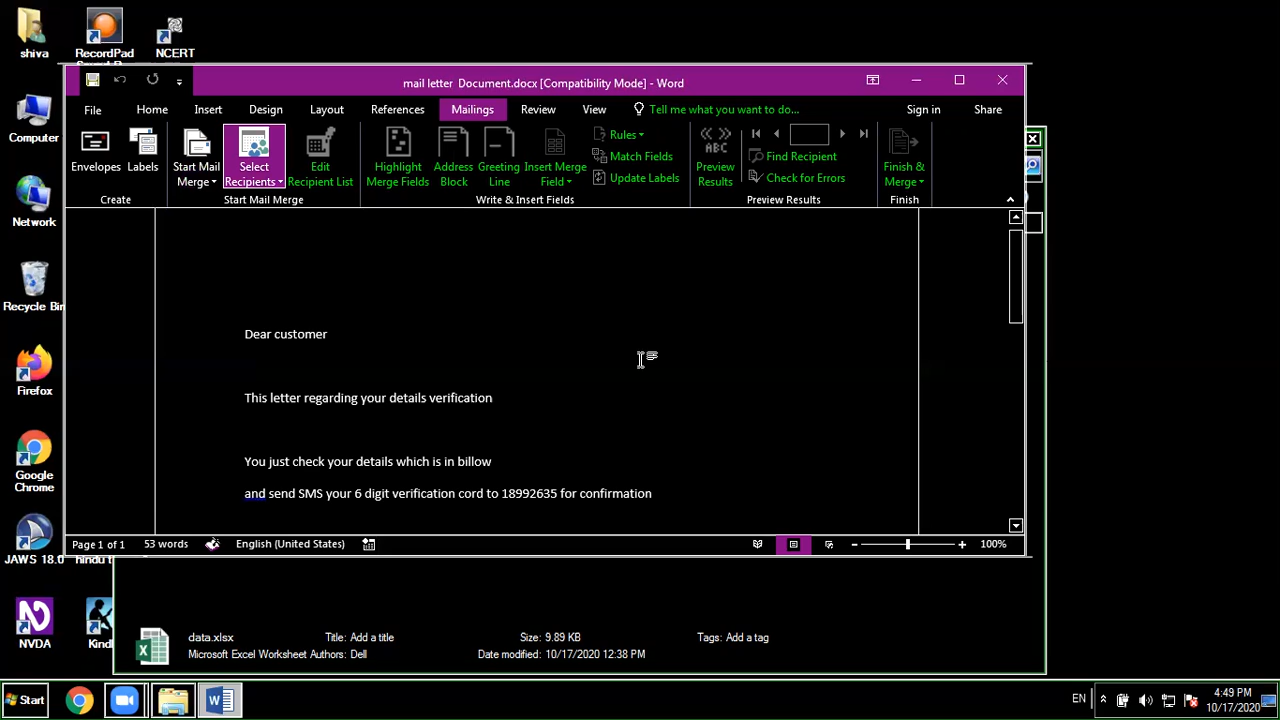 shiva
RecordPad
NCERT
mail letter  Document.docx [Compatibility Mode] - Word
File
Home
Insert
Design
Layout
References
Mailings
Review
View
Tell me what you want to do...
Sign in
Share
Envelopes
Labels
Start Mail
Merge
Select
Recipients
Edit
Recipient List
Highlight
Merge Fields
Address
Block
Greeting
Line
Insert Merge
Field
Rules
Match Fields
Update Labels
ABC
Preview
Results
Find Recipient
Check for Errors
Finish &
Merge
Create
Start Mail Merge
Write & Insert Fields
Preview Results
Finish
Computer
Network
Recycle Bin
Firefox
Google
Chrome
JAWS 18.0
hindu t
NVDA
Kindl
Dear customer
This letter regarding your details verification
You just check your details which is in billow
and send SMS your 6 digit verification cord to 18992635 for confirmation
Page 1 of 1
53 words
English (United States)
100%
data.xlsx
Title: Add a title
Size: 9.89 KB
Tags: Add a tag
Microsoft Excel Worksheet
Authors: Dell
Date modified: 10/17/2020 12:38 PM
Start
EN
4:49 PM
10/17/2020